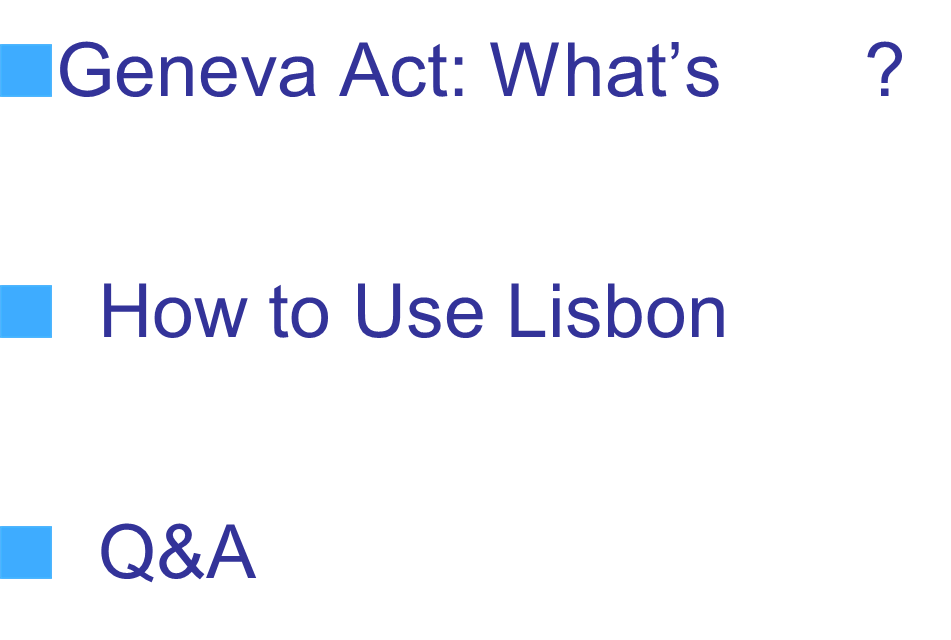 Geneva Act: What’s ?
How to Use Lisbon
Q&A